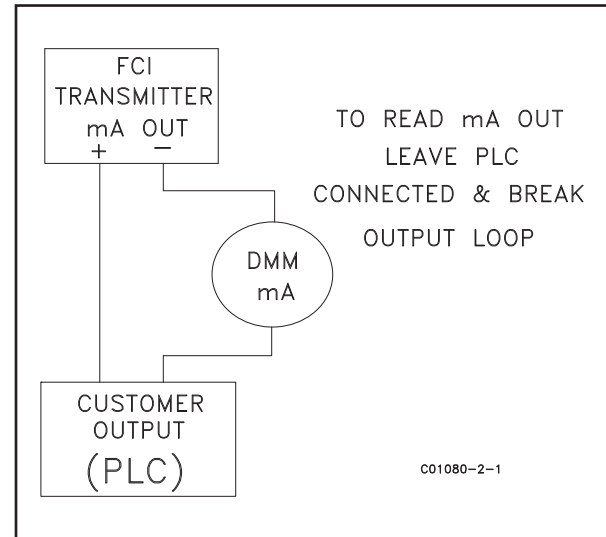 FCI
TRANSMITTER
mA OUT
+ −
TO READ mA OUT
LEAVE PLC
CONNECTED & BREAK
OUTPUT LOOP
DMM
mA
CUSTOMER
OUTPUT
(PLC)
C01080-2-1